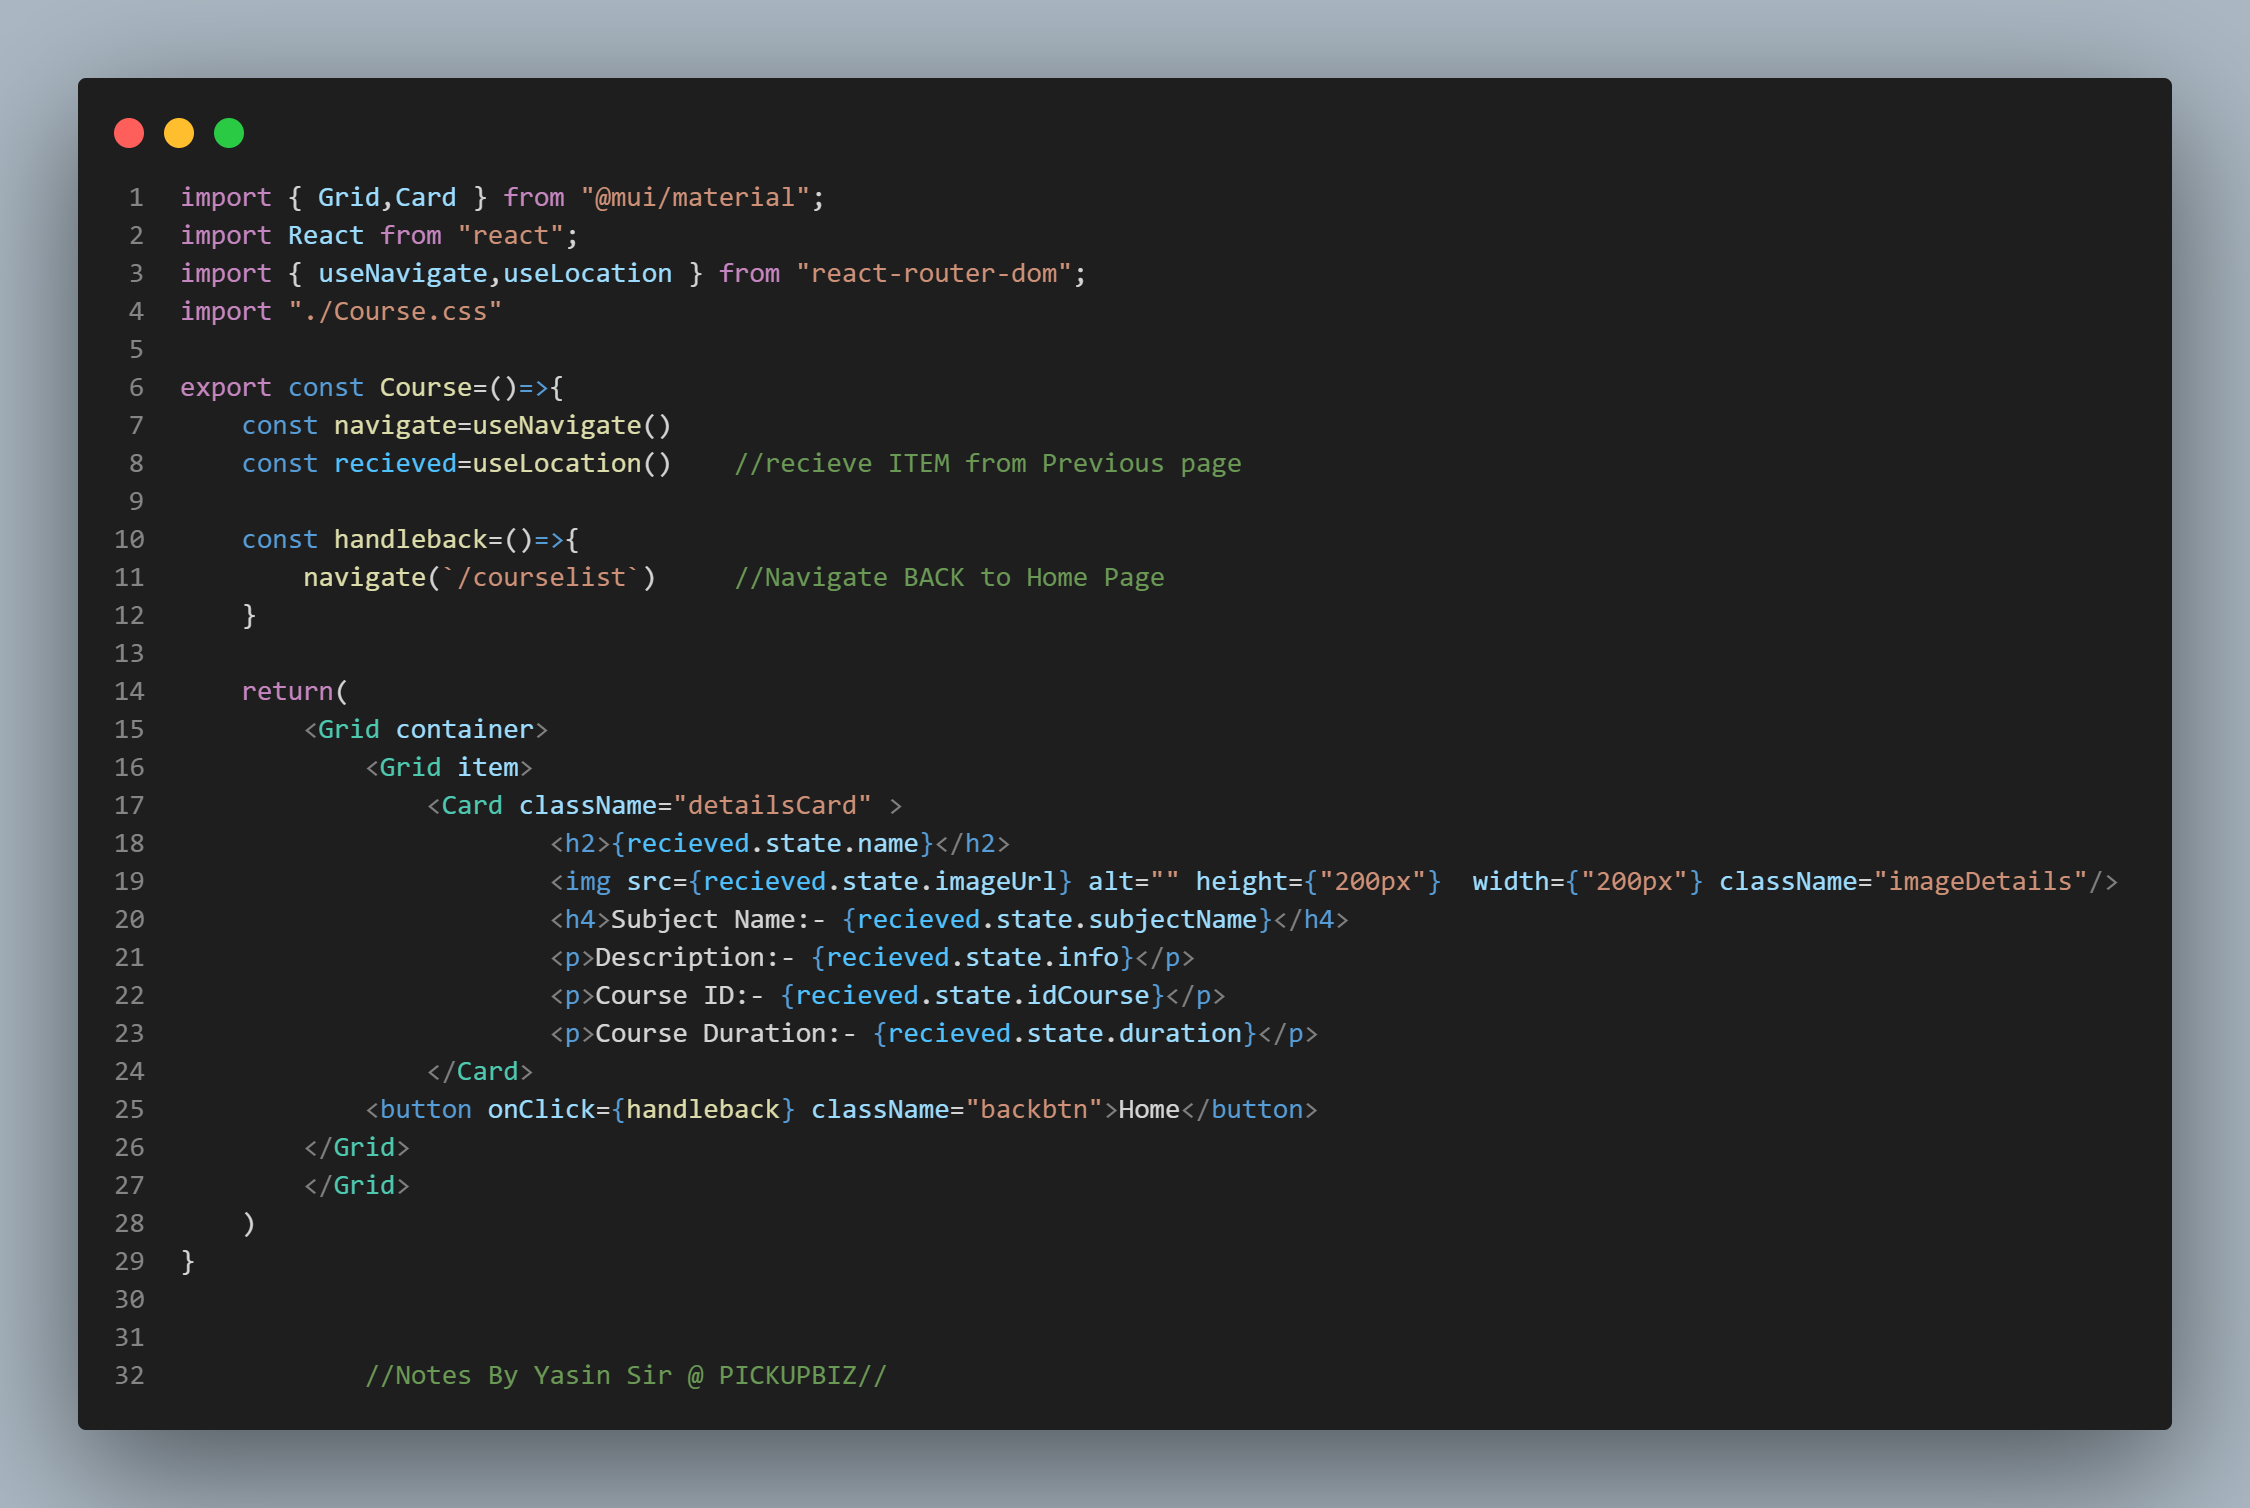 1 import { Grid,Card } from "@mui/material";
2 import React from "react";
3 import { useNavigate,useLocation } from "react-router-dom";
4 import "./Course.css"
5
6 export const Course=()=>{
7     const navigate=useNavigate()
8     const recieved=useLocation()    //recieve ITEM from Previous page
9
10     const handleback=()=>{
11         navigate(`/courselist`)     //Navigate BACK to Home Page
12     }
13
14     return(
15         <Grid container>
16             <Grid item>
17                 <Card className="detailsCard" >
18                         <h2>{recieved.state.name}</h2>
19                         <img src={recieved.state.imageUrl} alt="" height={"200px"}  width={"200px"} className="imageDetails"/>
20                         <h4>Subject Name:- {recieved.state.subjectName}</h4>
21                         <p>Description:- {recieved.state.info}</p>
22                         <p>Course ID:- {recieved.state.idCourse}</p>
23                         <p>Course Duration:- {recieved.state.duration}</p>
24                 </Card>
25             <button onClick={handleback} className="backbtn">Home</button>
26         </Grid>
27         </Grid>
28     )
29 }
30
31
32             //Notes By Yasin Sir @ PICKUPBIZ//